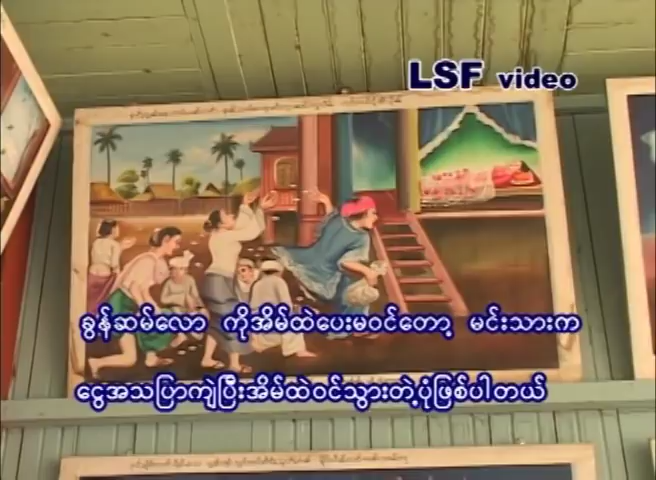 LSF video
ခွန်ဆမ်လော ကိုအိမ်ထဲပေးမဝင်တော့ မင်းသားက
ငွေအသပြာကျဲပြီးအိမ်ထဲဝင်သွားတဲ့ပုံဖြစ်ပါတယ်